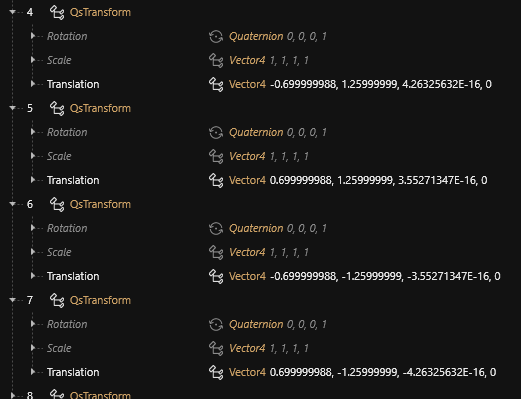 4 QsTransform
Rotation Quaternion 0, 0, 0, 1
Scale Vector4 1, 1, 1, 1
Translation Vector4 -0.699999988, 1.25999999, 4.26325632E-16, 0
5 QsTransform
Rotation Quaternion 0, 0, 0, 1
Scale Vector4 1, 1, 1, 1
Translation Vector4 0.699999988, 1.25999999, 3.55271347E-16, 0
6 QsTransform
Rotation Quaternion 0, 0, 0, 1
Scale Vector4 1, 1, 1, 1
Translation Vector4 -0.699999988, -1.25999999, -3.55271347E-16, 0
7 QsTransform
Rotation Quaternion 0, 0, 0, 1
Scale Vector4 1, 1, 1, 1
Translation Vector4 0.699999988, -1.25999999, -4.26325632E-16, 0
8 QsTransform